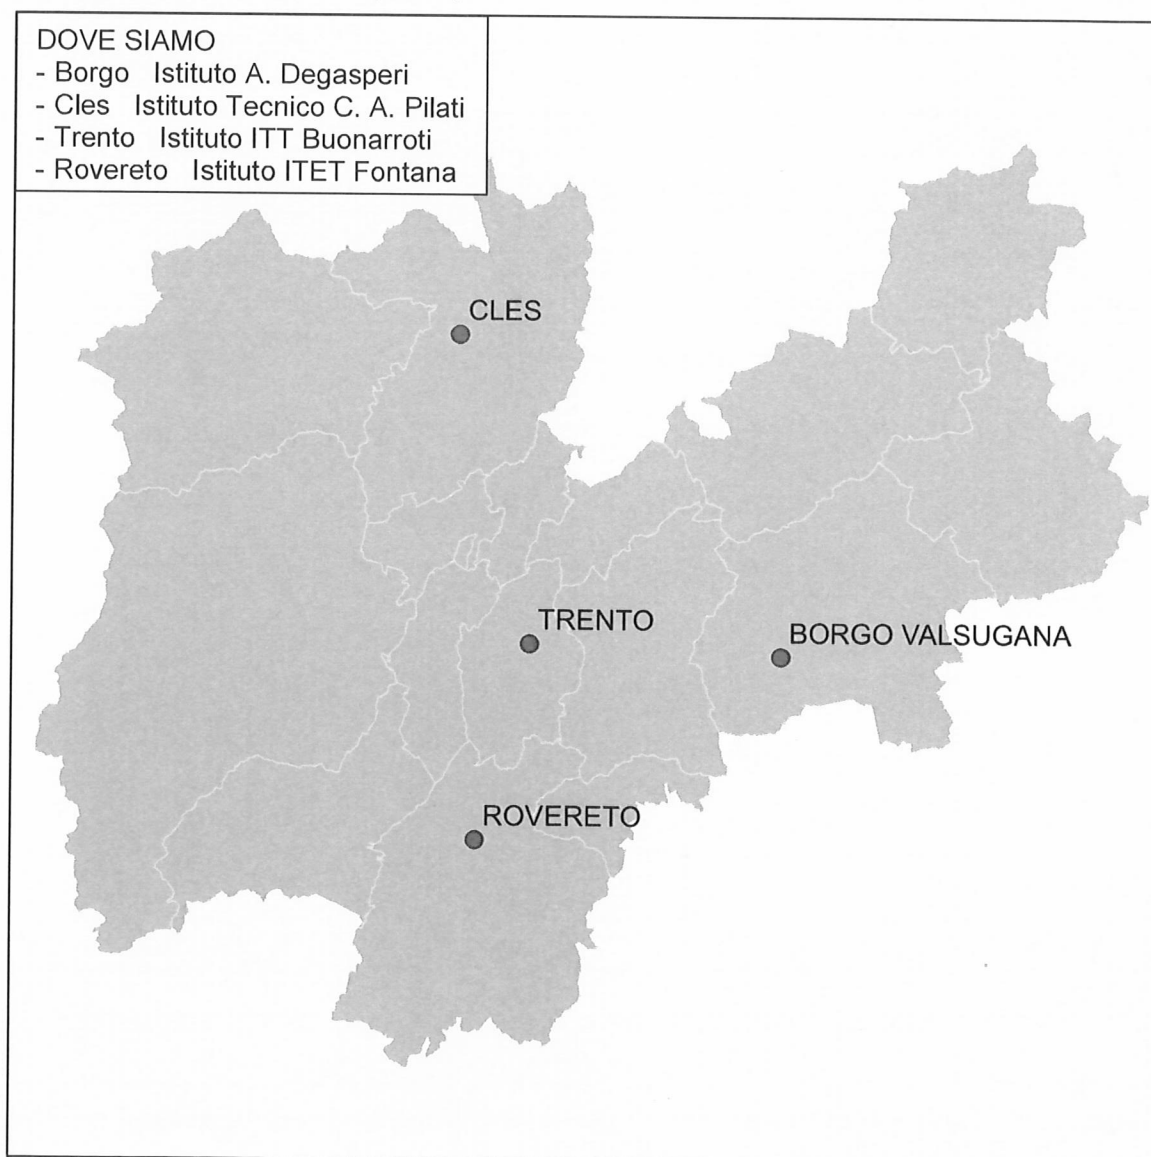 DOVE SIAMO
- Borgo Istituto A. Degasperi
- Cles Istituto Tecnico C. A. Pilati
- Trento Istituto ITT Buonarroti
- Rovereto Istituto ITET Fontana
CLES
TRENTO
BORGO VALSUGANA
ROVERETO